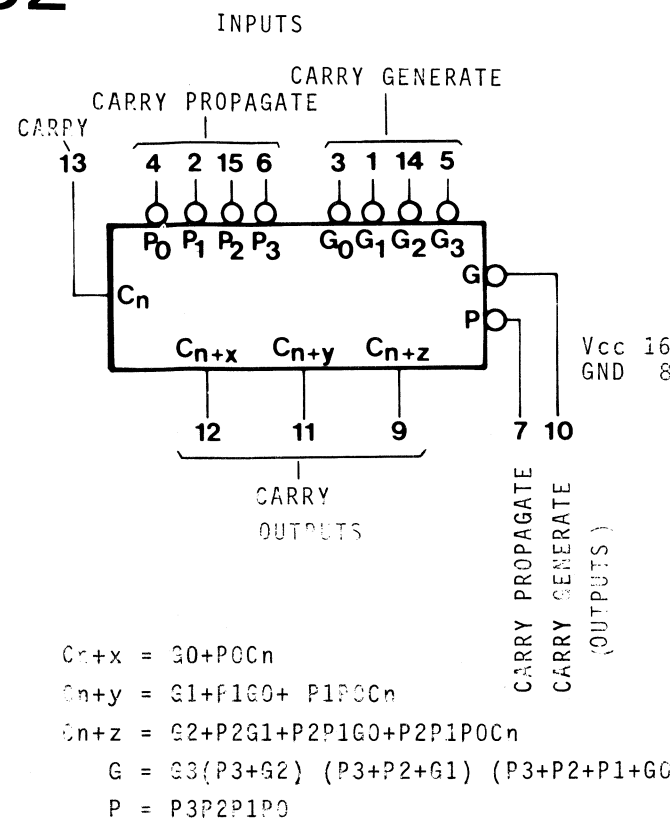 INPUTS
CARRY GENERATE
CARRY PROPAGATE
CARRY
13 4 2 15 6 3 1 14 5
P0 P1 P2 P3 G0 G1 G2 G3
G
Cn
P
Cn+x Cn+y Cn+z
Vcc 16
GND 8
12 11 9 7 10
CARRY
OUTPUTS
CARRY PROPAGATE
CARRY GENERATE
(OUTPUTS)
Cn+x = G0+P0Cn
Cn+y = G1+P1G0+ P1P0Cn
Cn+z = G2+P2G1+P2P1G0+P2P1P0Cn
G = G3(P3+G2) (P3+P2+G1) (P3+P2+P1+G0
P = P3P2P1P0